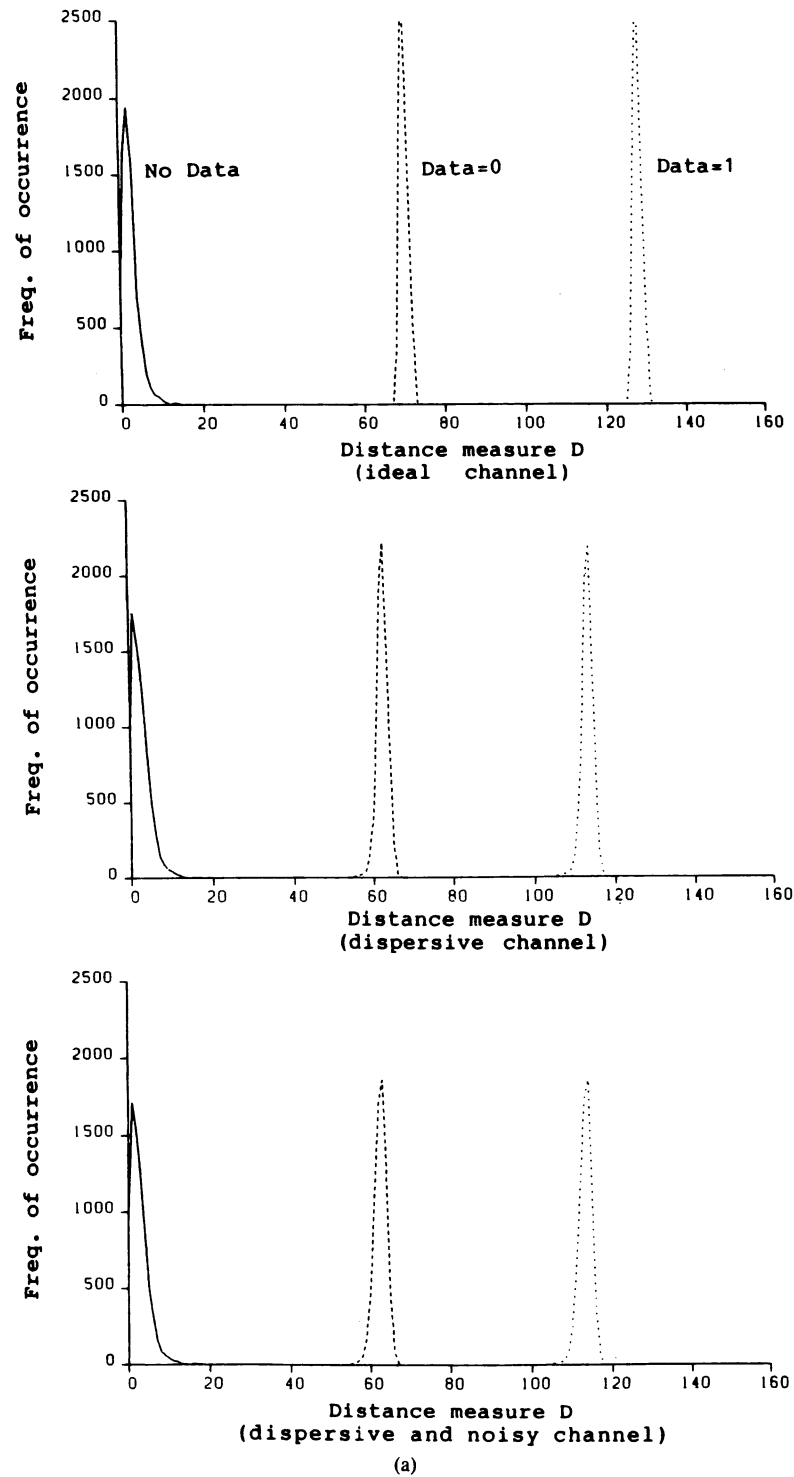 2500
2000
1500
1000
500
0
Freq. of occurrence
No Data
Data=0
Data=1
0 20 40 60 80 100 120 140 160
Distance measure D
(ideal channel)
2500
2000
1500
1000
500
0
Freq. of occurrence
0 20 40 60 80 100 120 140 160
Distance measure D
(dispersive channel)
2500
2000
1500
1000
500
0
Freq. of occurrence
0 20 40 60 80 100 120 140 160
Distance measure D
(dispersive and noisy channel)
(a)